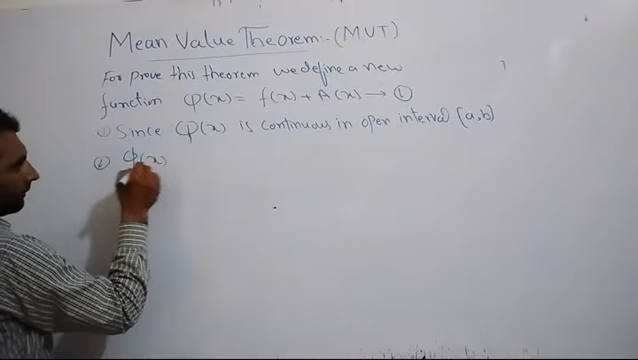 Mean Value Theorem:-(MVT)
For prove this theorem we define a new
function φ(x) = f(x) + A(x) → ①
① Since φ(x) is continuous in open interval (a,b)
② φ(x)